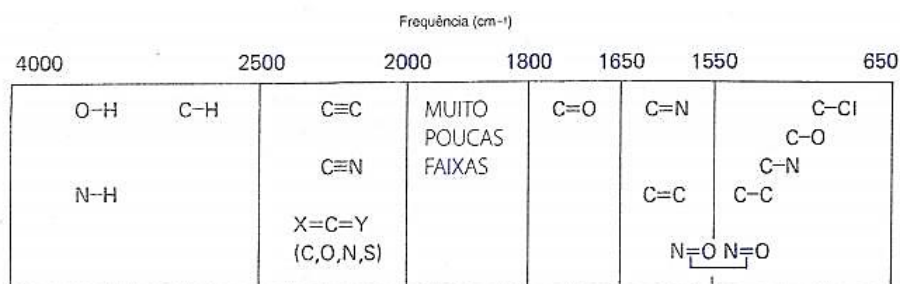 Frequência (cm-¹)
4000 2500 2000 1800 1650 1550 650
O-H C-H C≡C MUITO C=O C=N C-Cl
POUCAS C-O
C≡N FAIXAS C-N
N-H C=C C-C
X=C=Y
(C,O,N,S) N=O N=O